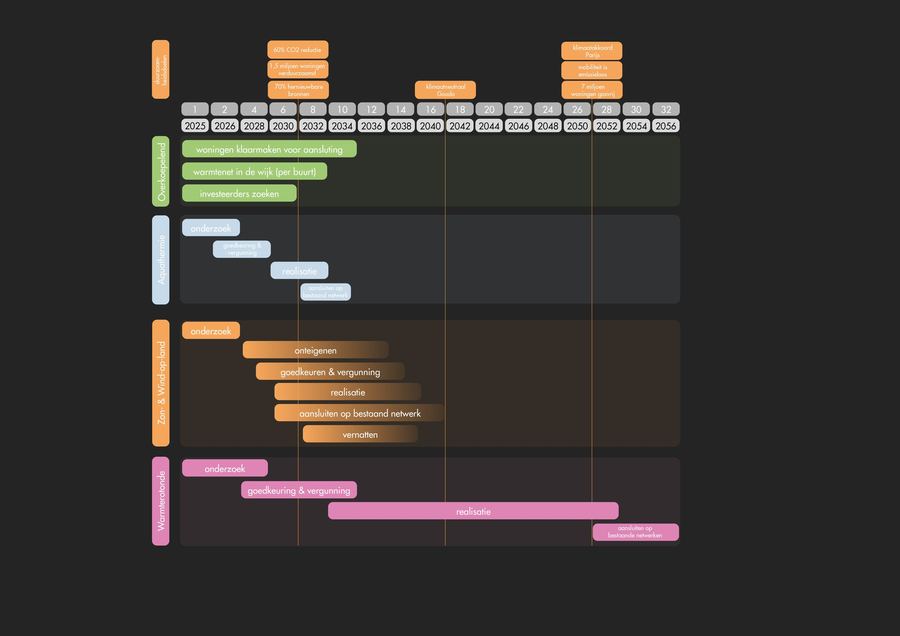 60% CO2 reductie
1,5 miljoen woningen
verduurzaamd
70% hernieuwbare
bronnen
klimaatneutraal
Gouda
klimaatakkoord
Parijs
mobiliteit is
emissieloos
7 miljoen
woningen gasvrij
1 2 4 6 8 10 12 14 16 18 20 22 24 26 28 30 32
2025 2026 2028 2030 2032 2034 2036 2038 2040 2042 2044 2046 2048 2050 2052 2054 2056
Overkoepelend
woningen klaarmaken voor aansluting
warmtenet in de wijk (per buurt)
investeerders zoeken
Aquathermie
onderzoek
goedkeuring &
vergunning
realisatie
aansluiten op
bestaand netwerk
Zon- & Wind-op-land
onderzoek
onteigenen
goedkeuren & vergunning
realisatie
aansluiten op bestaand netwerk
vernatten
Warmterotonde
onderzoek
goedkeuring & vergunning
realisatie
aansluiten op
bestaande netwerken